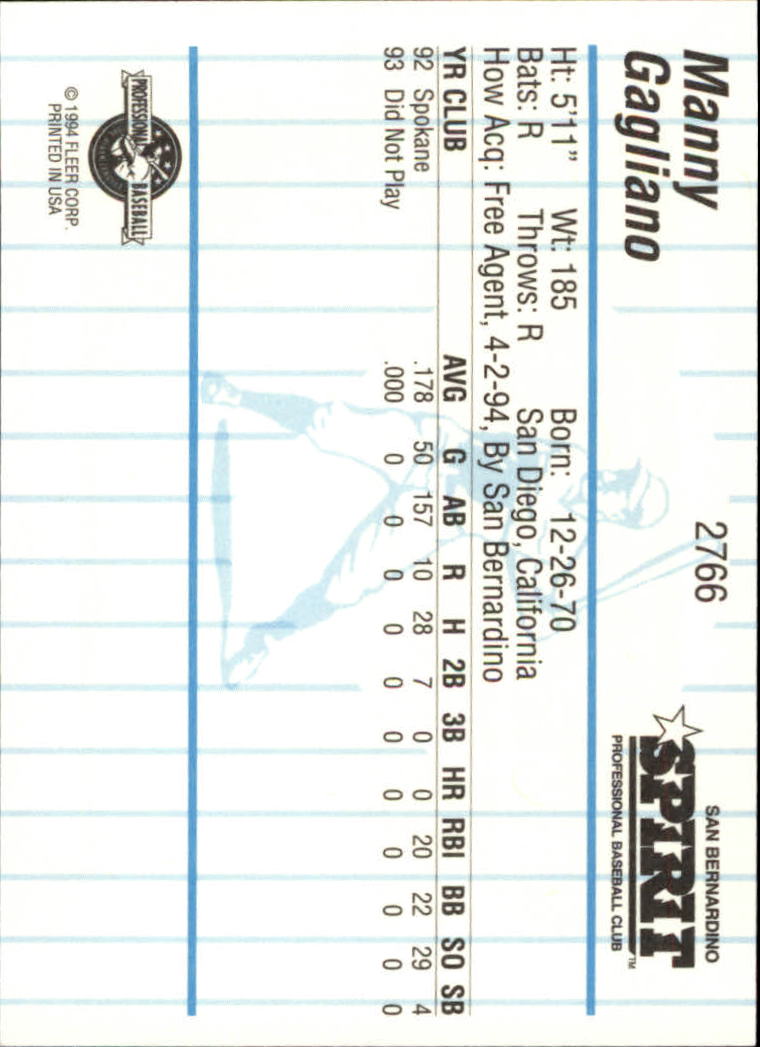 Manny
Gagliano
2766
SAN BERNARDINO
SPIRIT™
PROFESSIONAL BASEBALL CLUB
Ht: 5'11" Wt: 185 Born: 12-26-70
Bats: R Throws: R San Diego, California
How Acq: Free Agent, 4-2-94, By San Bernardino
YR CLUB AVG G AB R H 2B 3B HR RBI BB SO SB
92 Spokane .178 50 157 10 28 7 0 0 20 22 29 4
93 Did Not Play .000 0 0 0 0 0 0 0 0 0 0 0
PROFESSIONAL BASEBALL
© 1994 FLEER CORP.
PRINTED IN USA